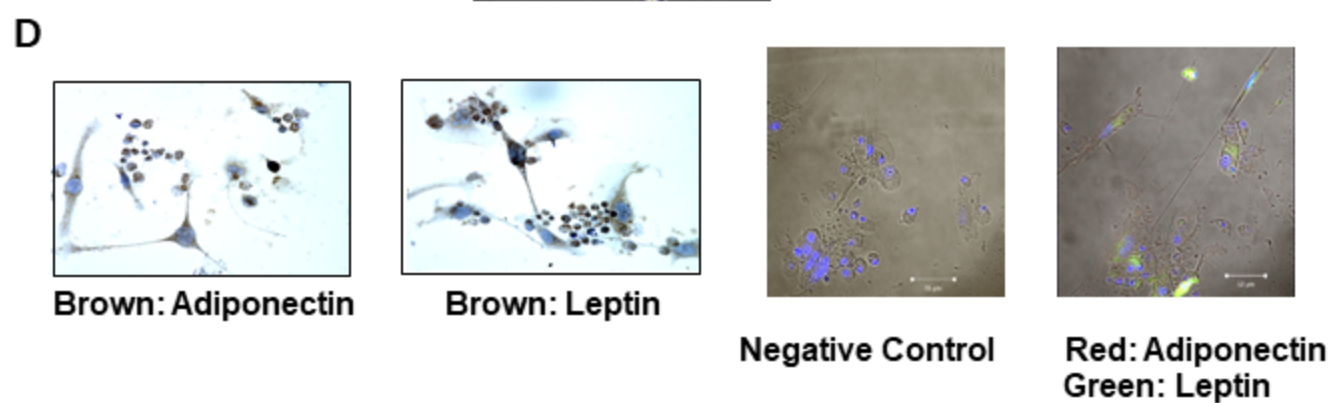 D
Brown: Adiponectin
Brown: Leptin
Negative Control
Red: Adiponectin
Green: Leptin